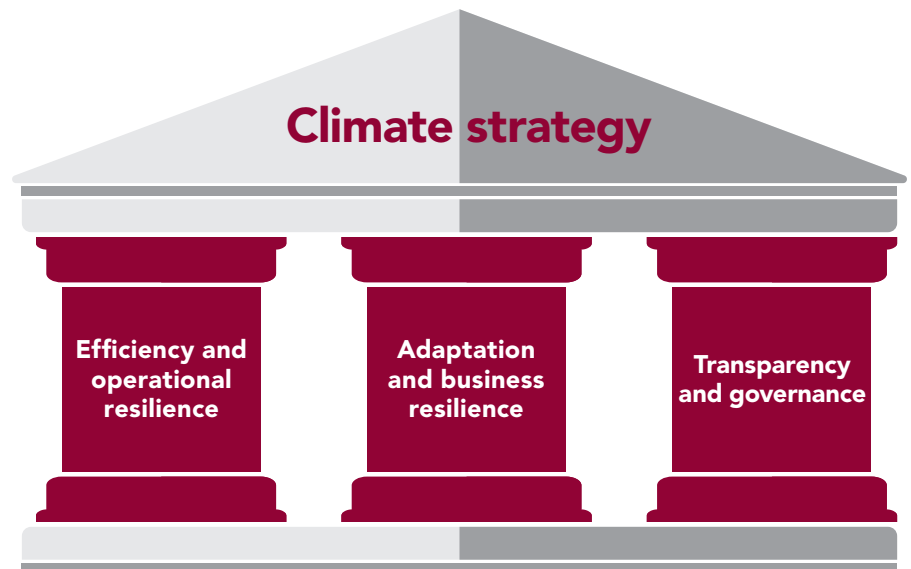 Climate strategy
Efficiency and
operational
resilience
Adaptation
and business
resilience
Transparency
and governance